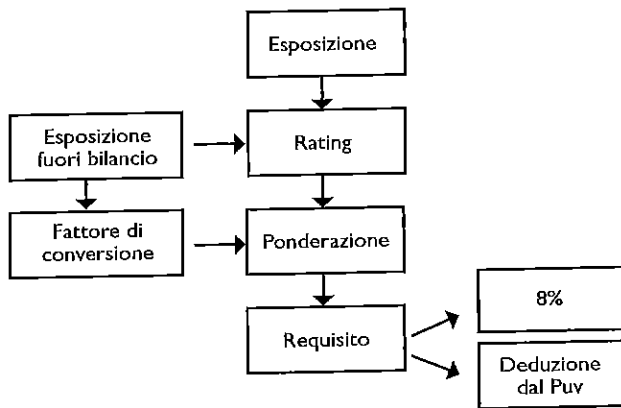 Esposizione
Esposizione
fuori bilancio
Rating
Fattore di
conversione
Ponderazione
8%
Requisito
Deduzione
dal Puv